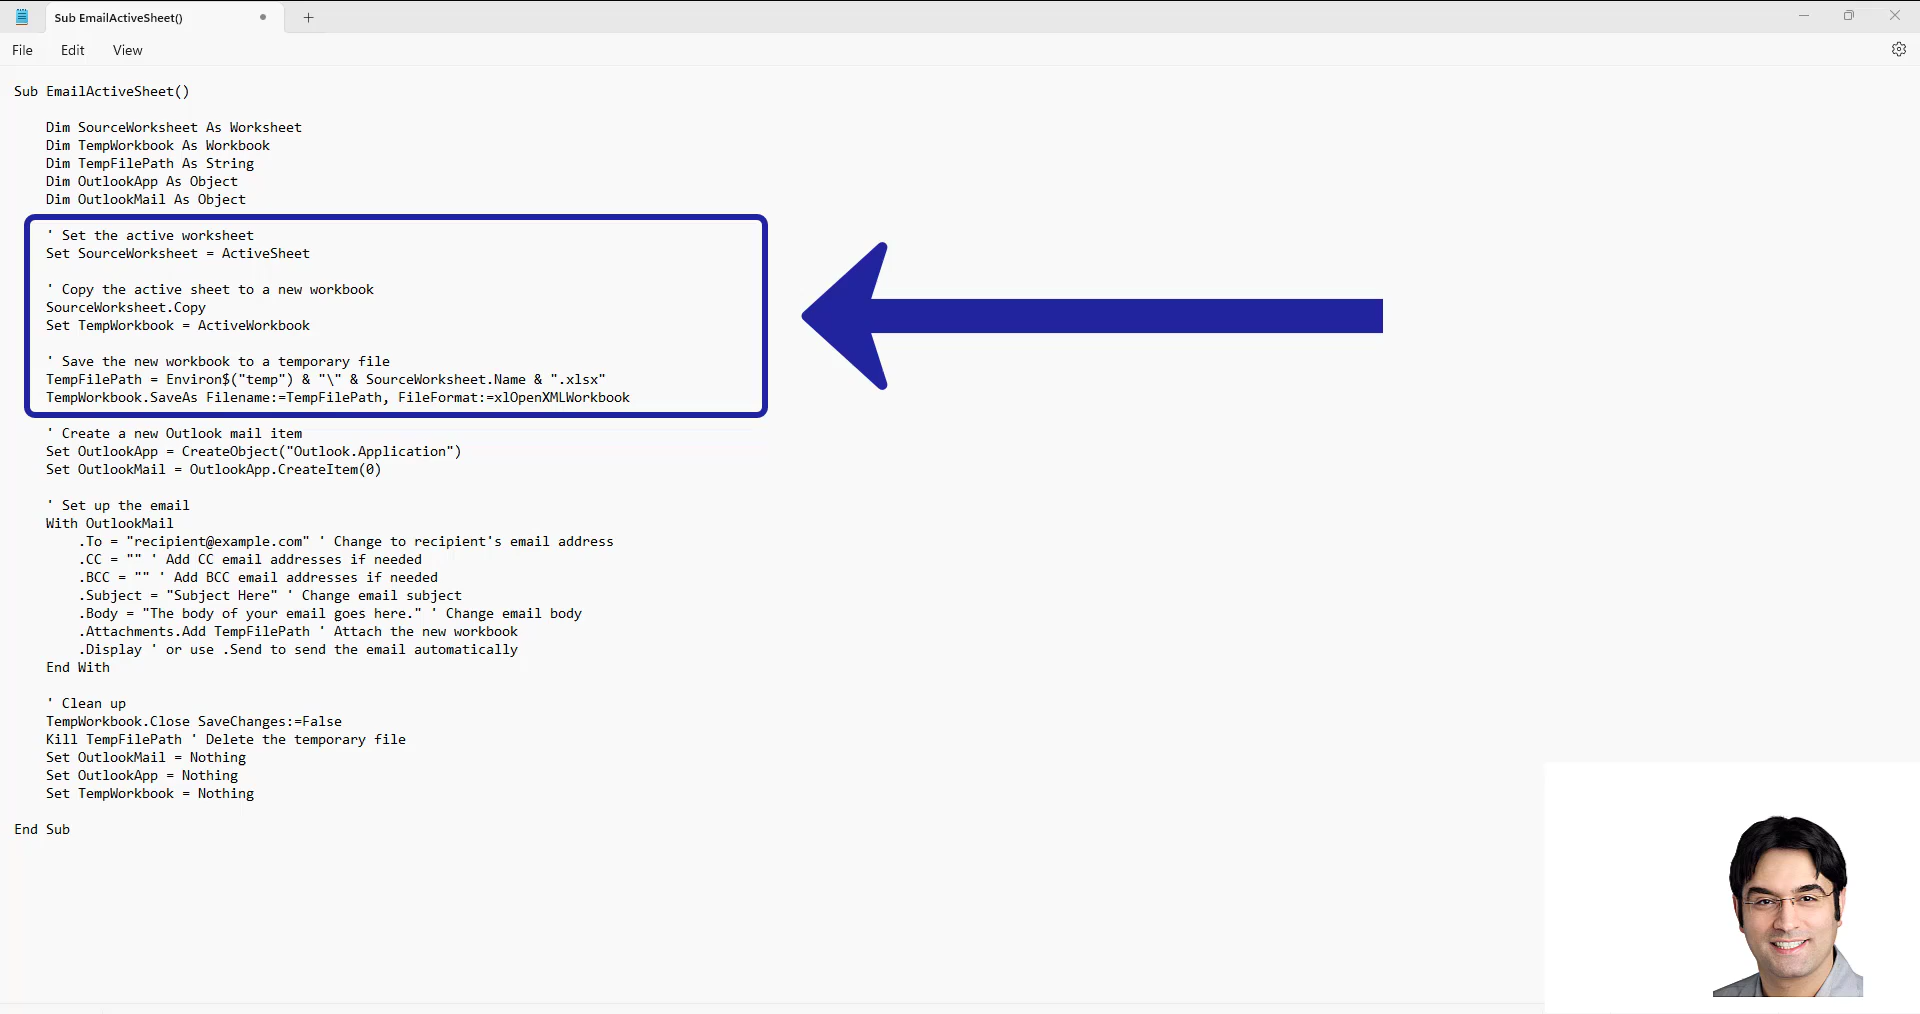 Sub EmailActiveSheet()
File Edit View
Sub EmailActiveSheet()
Dim SourceWorksheet As Worksheet
Dim TempWorkbook As Workbook
Dim TempFilePath As String
Dim OutlookApp As Object
Dim OutlookMail As Object
' Set the active worksheet
Set SourceWorksheet = ActiveSheet
' Copy the active sheet to a new workbook
SourceWorksheet.Copy
Set TempWorkbook = ActiveWorkbook
' Save the new workbook to a temporary file
TempFilePath = Environ$("temp") & "\" & SourceWorksheet.Name & ".xlsx"
TempWorkbook.SaveAs Filename:=TempFilePath, FileFormat:=xlOpenXMLWorkbook
' Create a new Outlook mail item
Set OutlookApp = CreateObject("Outlook.Application")
Set OutlookMail = OutlookApp.CreateItem(0)
' Set up the email
With OutlookMail
.To = "recipient@example.com" ' Change to recipient's email address
.CC = "" ' Add CC email addresses if needed
.BCC = "" ' Add BCC email addresses if needed
.Subject = "Subject Here" ' Change email subject
.Body = "The body of your email goes here." ' Change email body
.Attachments.Add TempFilePath ' Attach the new workbook
.Display ' or use .Send to send the email automatically
End With
' Clean up
TempWorkbook.Close SaveChanges:=False
Kill TempFilePath ' Delete the temporary file
Set OutlookMail = Nothing
Set OutlookApp = Nothing
Set TempWorkbook = Nothing
End Sub